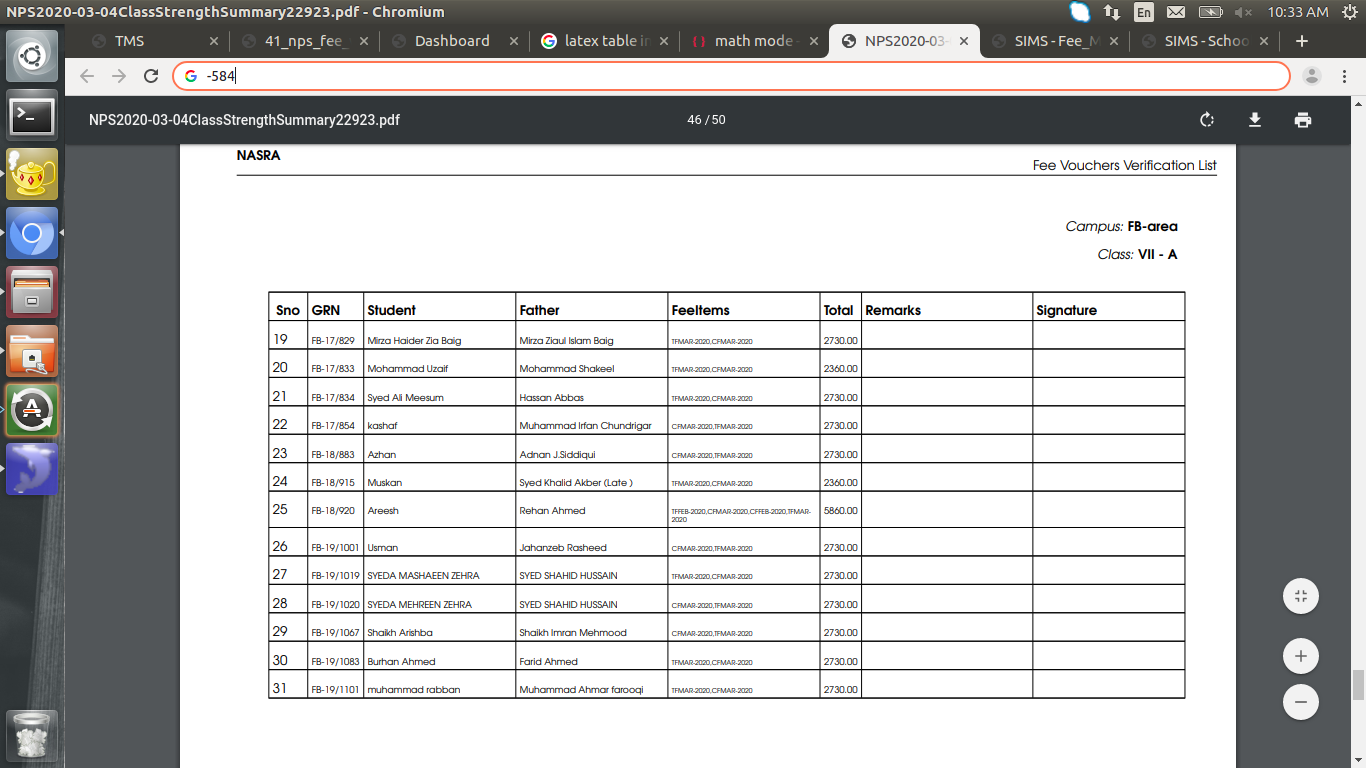 NPS2020-03-04ClassStrengthSummary22923.pdf - Chromium
En
10:33 AM
TMS
41_nps_fee_
Dashboard
latex table in
math mode -
NPS2020-03-
SIMS - Fee_M
SIMS - Schoo
-584
NPS2020-03-04ClassStrengthSummary22923.pdf
46 / 50
NASRA
Fee Vouchers Verification List
Campus: FB-area
Class: VII - A
Sno GRN Student Father FeeItems Total Remarks Signature
19 FB-17/829 Mirza Haider Zia Baig Mirza Ziaul Islam Baig TFMAR-2020,CFMAR-2020 2730.00
20 FB-17/833 Mohammad Uzaif Mohammad Shakeel TFMAR-2020,CFMAR-2020 2360.00
21 FB-17/834 Syed Ali Meesum Hassan Abbas TFMAR-2020,CFMAR-2020 2730.00
22 FB-17/854 kashaf Muhammad Irfan Chundrigar CFMAR-2020,TFMAR-2020 2730.00
23 FB-18/883 Azhan Adnan J.Siddiqui CFMAR-2020,TFMAR-2020 2730.00
24 FB-18/915 Muskan Syed Khalid Akber (Late ) TFMAR-2020,CFMAR-2020 2360.00
25 FB-18/920 Areesh Rehan Ahmed TFFEB-2020,CFMAR-2020,CFFEB-2020,TFMAR- 5860.00
2020
26 FB-19/1001 Usman Jahanzeb Rasheed CFMAR-2020,TFMAR-2020 2730.00
27 FB-19/1019 SYEDA MASHAEEN ZEHRA SYED SHAHID HUSSAIN TFMAR-2020,CFMAR-2020 2730.00
28 FB-19/1020 SYEDA MEHREEN ZEHRA SYED SHAHID HUSSAIN CFMAR-2020,TFMAR-2020 2730.00
29 FB-19/1067 Shaikh Arishba Shaikh Imran Mehmood CFMAR-2020,TFMAR-2020 2730.00
30 FB-19/1083 Burhan Ahmed Farid Ahmed TFMAR-2020,CFMAR-2020 2730.00
31 FB-19/1101 muhammad rabban Muhammad Ahmar farooqi TFMAR-2020,CFMAR-2020 2730.00